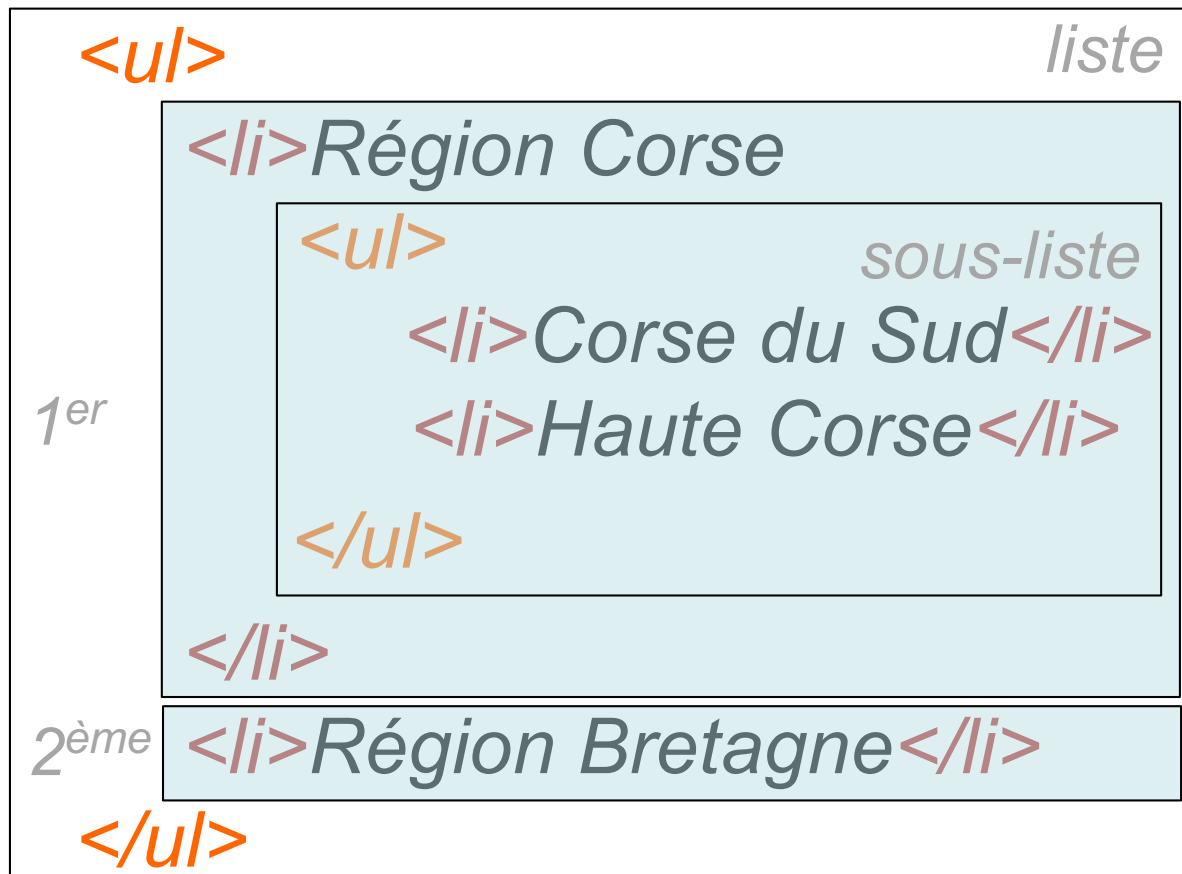 <ul> liste
<li>Région Corse
<ul> sous-liste
<li>Corse du Sud</li>
1er <li>Haute Corse</li>
</ul>
</li>
2ème <li>Région Bretagne</li>
</ul>